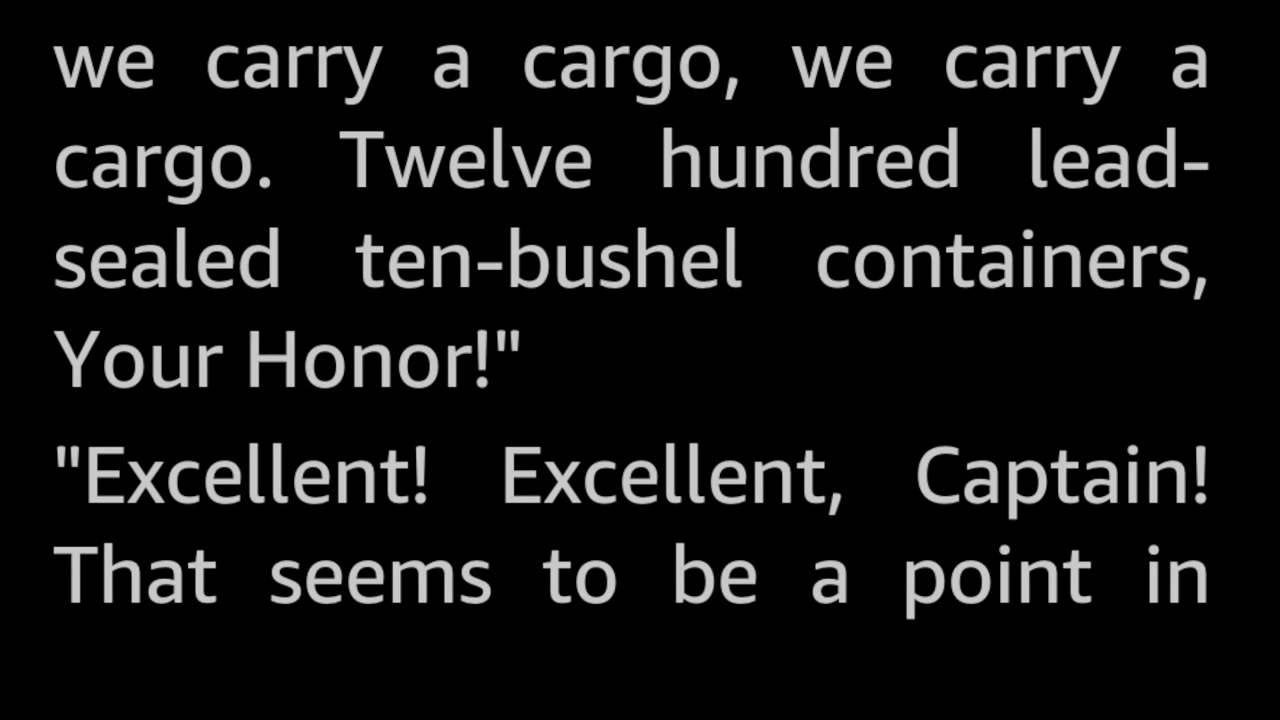 we carry a cargo, we carry a
cargo. Twelve hundred lead-
sealed ten-bushel containers,
Your Honor!"
"Excellent! Excellent, Captain!
That seems to be a point in